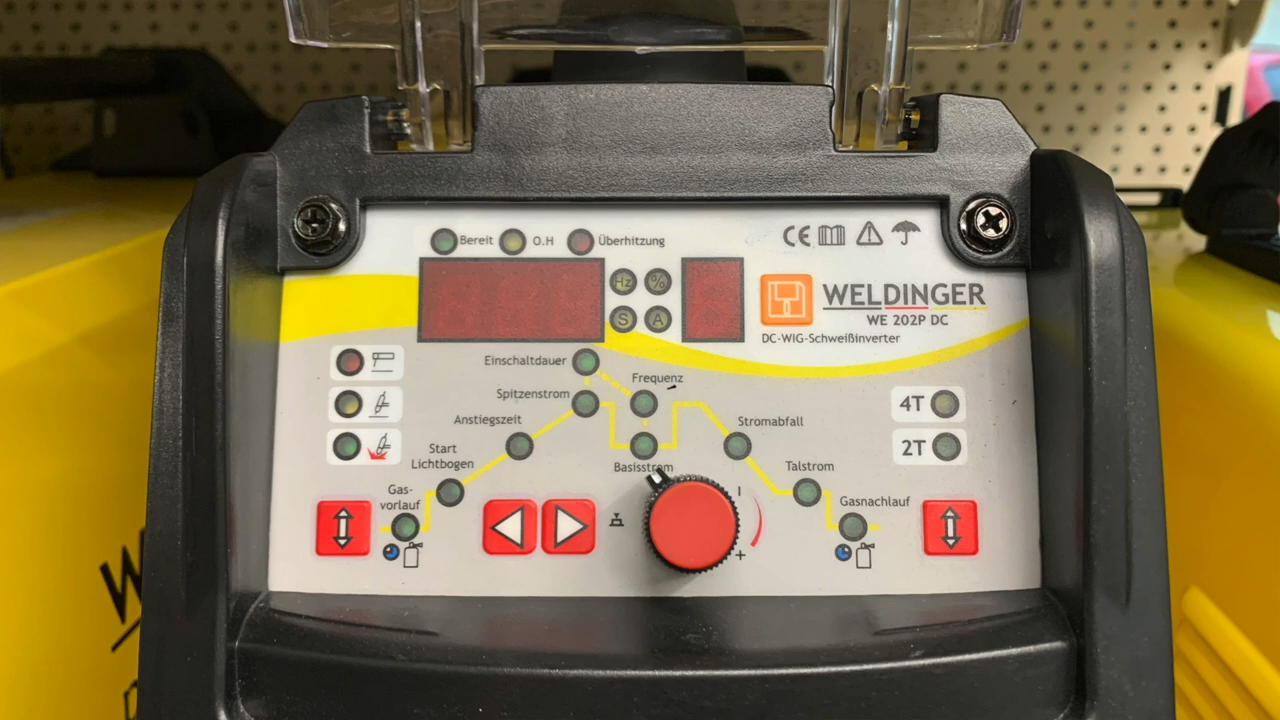 Bereit
O.H
Überhitzung
CE
Hz
%
S
A
WELDINGER
WE 202P DC
DC-WIG-Schweißinverter
Einschaltdauer
Frequenz
Spitzenstrom
Anstiegszeit
Stromabfall
4T
2T
Start
Lichtbogen
Basisstrom
Talstrom
Gas-
vorlauf
Gasnachlauf
I
+